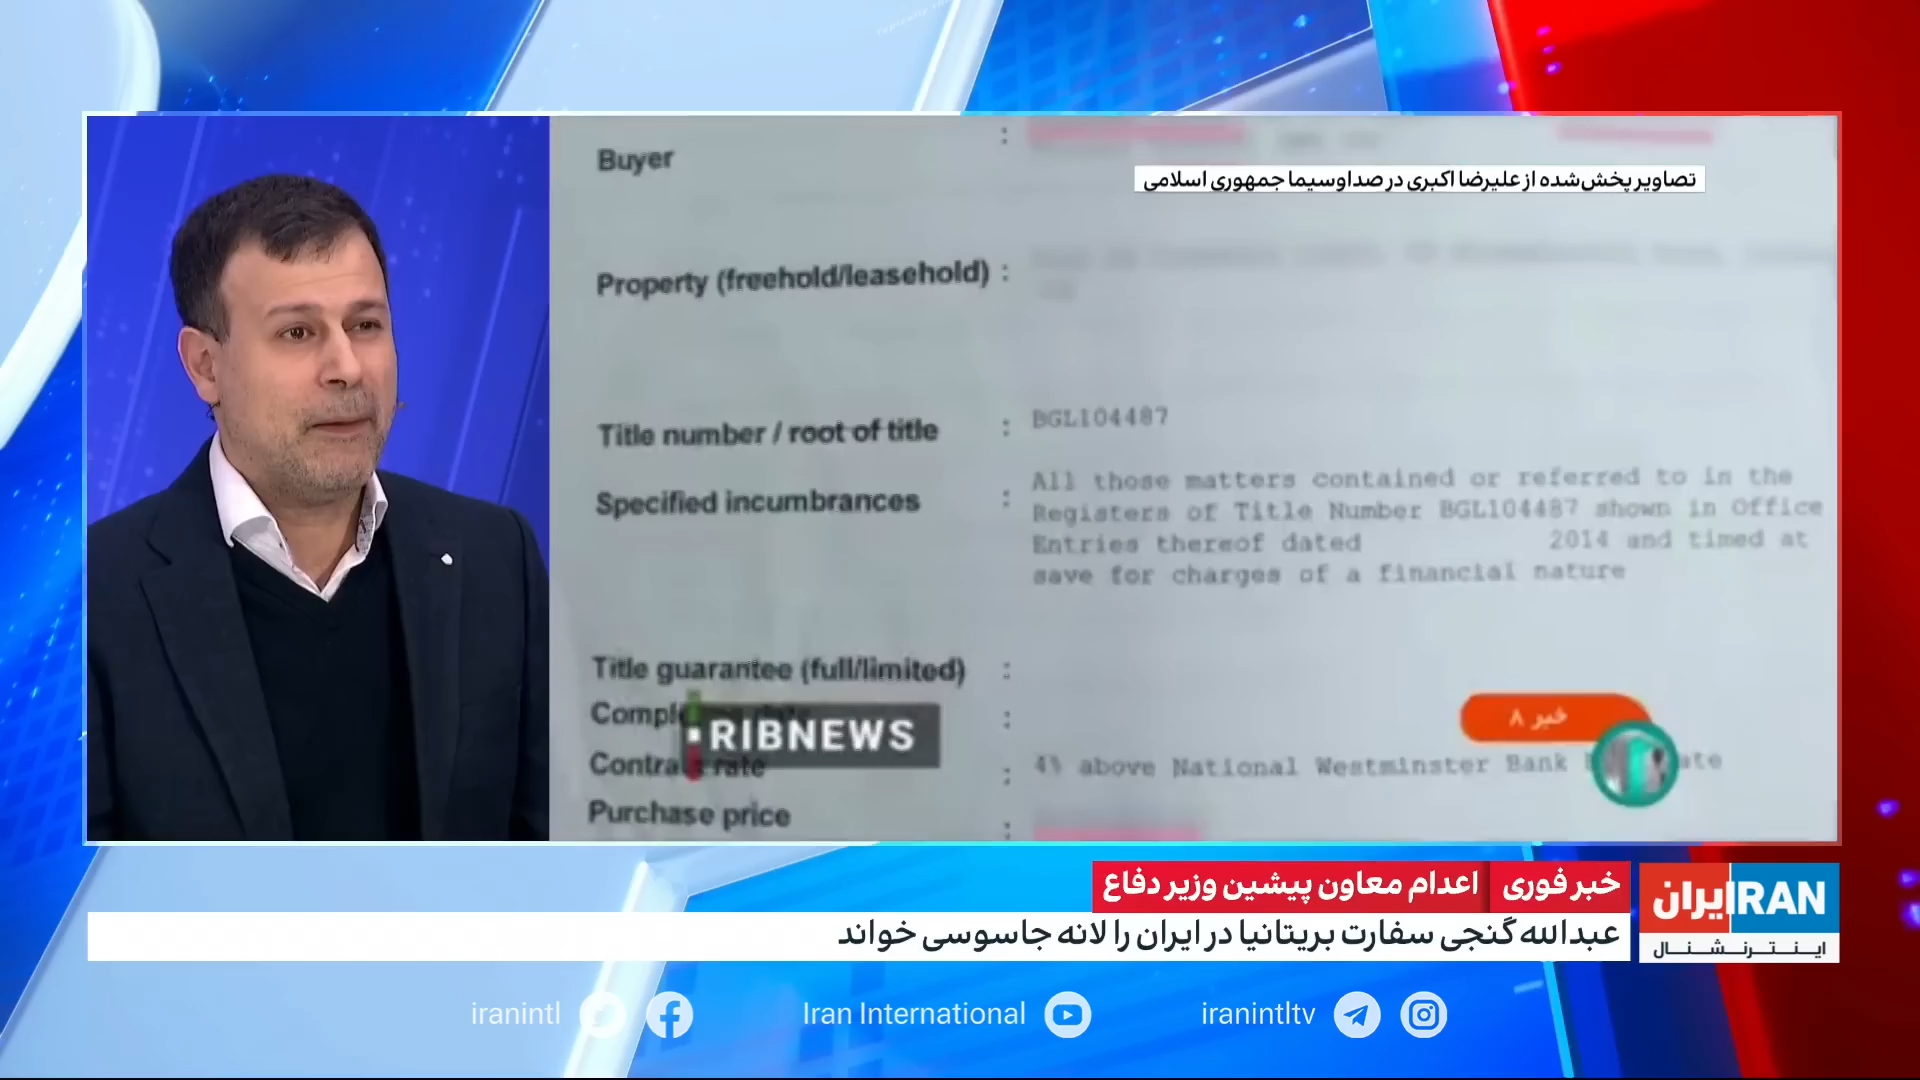 Buyer :
تصاویر پخش‌شده از علیرضا اکبری در صداوسیما جمهوری اسلامی
Property (freehold/leasehold) :
Title number / root of title : BGL104487
Specified incumbrances : All those matters contained or referred to in the
Registers of Title Number BGL104487 shown in Office
Entries thereof dated 2014 and timed at
save for charges of a financial nature
Title guarantee (full/limited) :
:
RIBNEWS
خبر ۸
rate : 4% above National Westminster Bank
Purchase price :
خبر فوری
اعدام معاون پیشین وزیر دفاع
عبدالله گنجی سفارت بریتانیا در ایران را لانه جاسوسی خواند
ایران IRAN
اینترنشنال
iranintl
Iran International
iranintltv